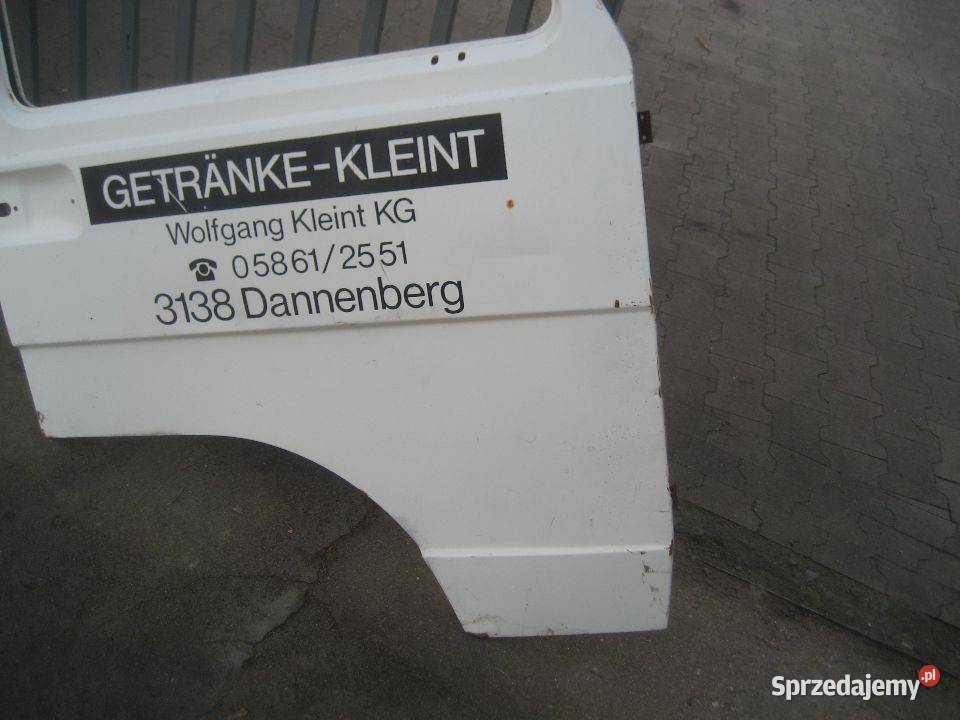 GETRÄNKE-KLEINT
Wolfgang Kleint KG
☎ 05861/2551
3138 Dannenberg
Sprzedajemy.pl